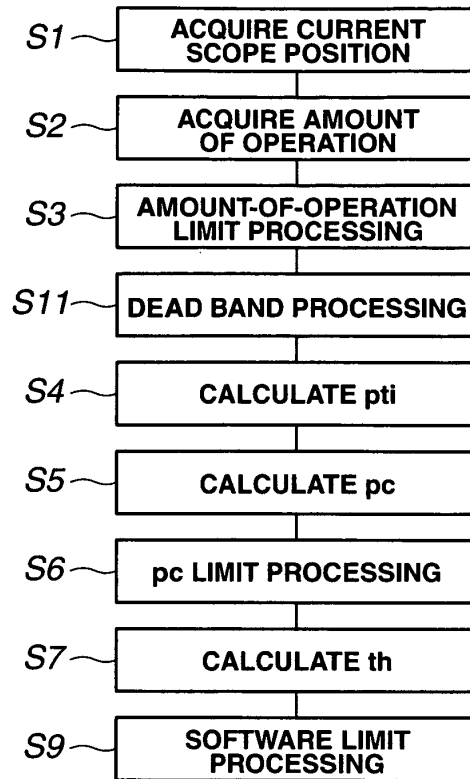 S1
ACQUIRE CURRENT
SCOPE POSITION
S2
ACQUIRE AMOUNT
OF OPERATION
S3
AMOUNT-OF-OPERATION
LIMIT PROCESSING
S11
DEAD BAND PROCESSING
S4
CALCULATE pti
S5
CALCULATE pc
S6
pc LIMIT PROCESSING
S7
CALCULATE th
S9
SOFTWARE LIMIT
PROCESSING